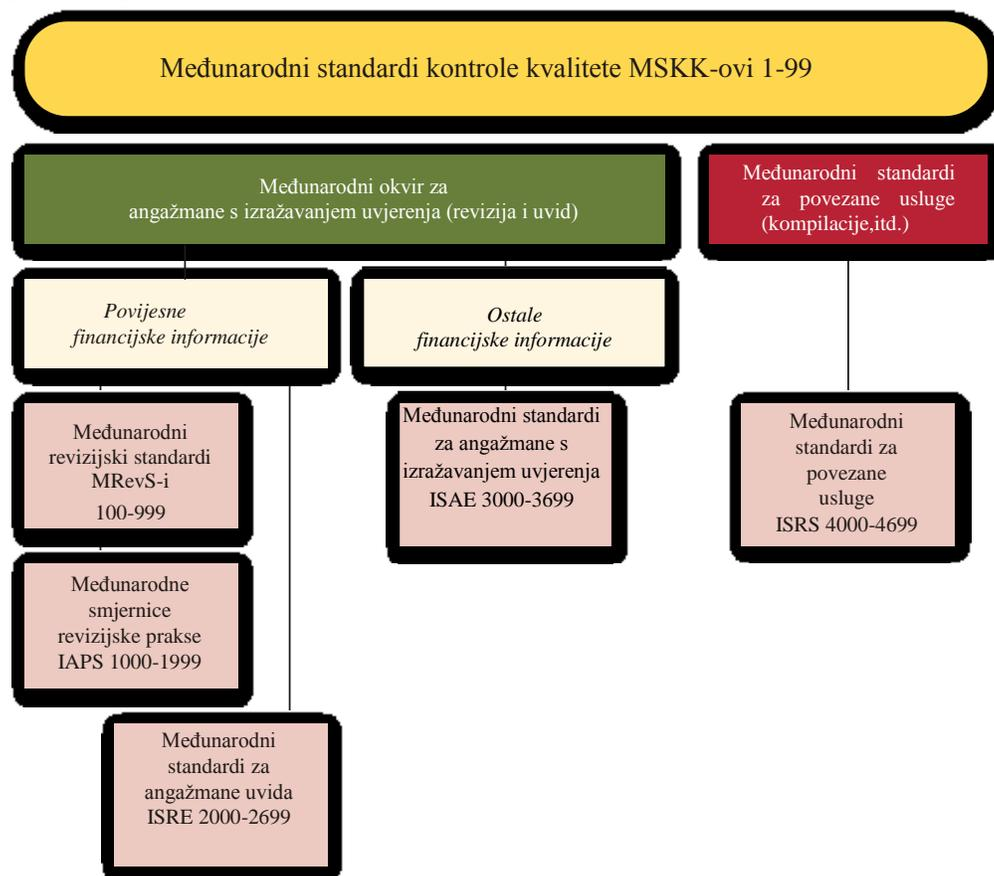 Međunarodni standardi kontrole kvalitete MSKK-ovi 1-99
Međunarodni okvir za
angažmane s izražavanjem uvjerenja (revizija i uvid)
Međunarodni standardi
za povezane usluge
(kompilacije,itd.)
Povijesne
financijske informacije
Ostale
financijske informacije
Međunarodni
revizijski standardi
MRevS-i
100-999
Međunarodni standardi
za angažmane s
izražavanjem uvjerenja
ISAE 3000-3699
Međunarodni
standardi za
povezane
usluge
ISRS 4000-4699
Međunarodne
smjernice
revizijske prakse
IAPS 1000-1999
Međunarodni
standardi za
angažmane uvida
ISRE 2000-2699